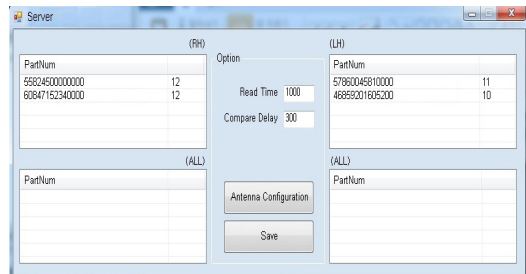 Server
(RH)
PartNum
55824500000000 12
60847152340000 12
(ALL)
PartNum
Option
Read Time 1000
Compare Delay 300
Antenna Configuration
Save
(LH)
PartNum
57860045810000 11
46859201605200 10
(ALL)
PartNum